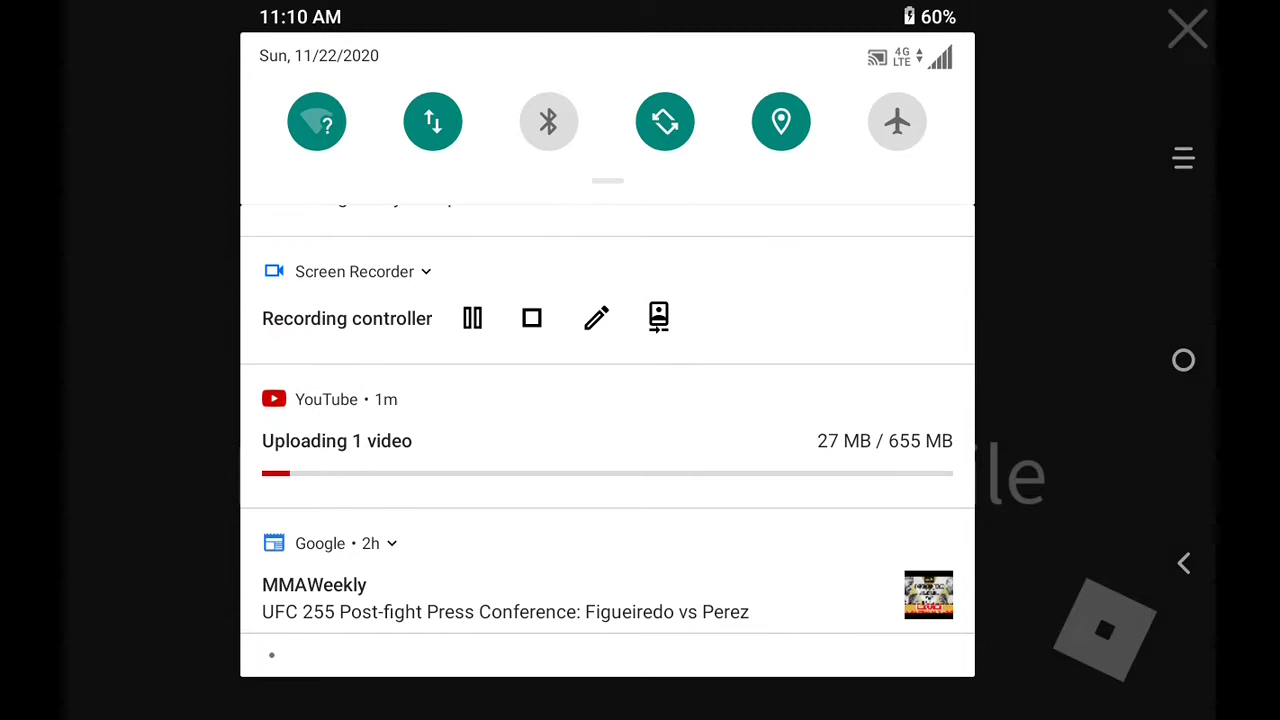 11:10 AM
60%
Sun, 11/22/2020
4G
LTE
?
Screen Recorder
Recording controller
YouTube • 1m
Uploading 1 video
27 MB / 655 MB
Google • 2h
MMAWeekly
UFC 255 Post-fight Press Conference: Figueiredo vs Perez
ile